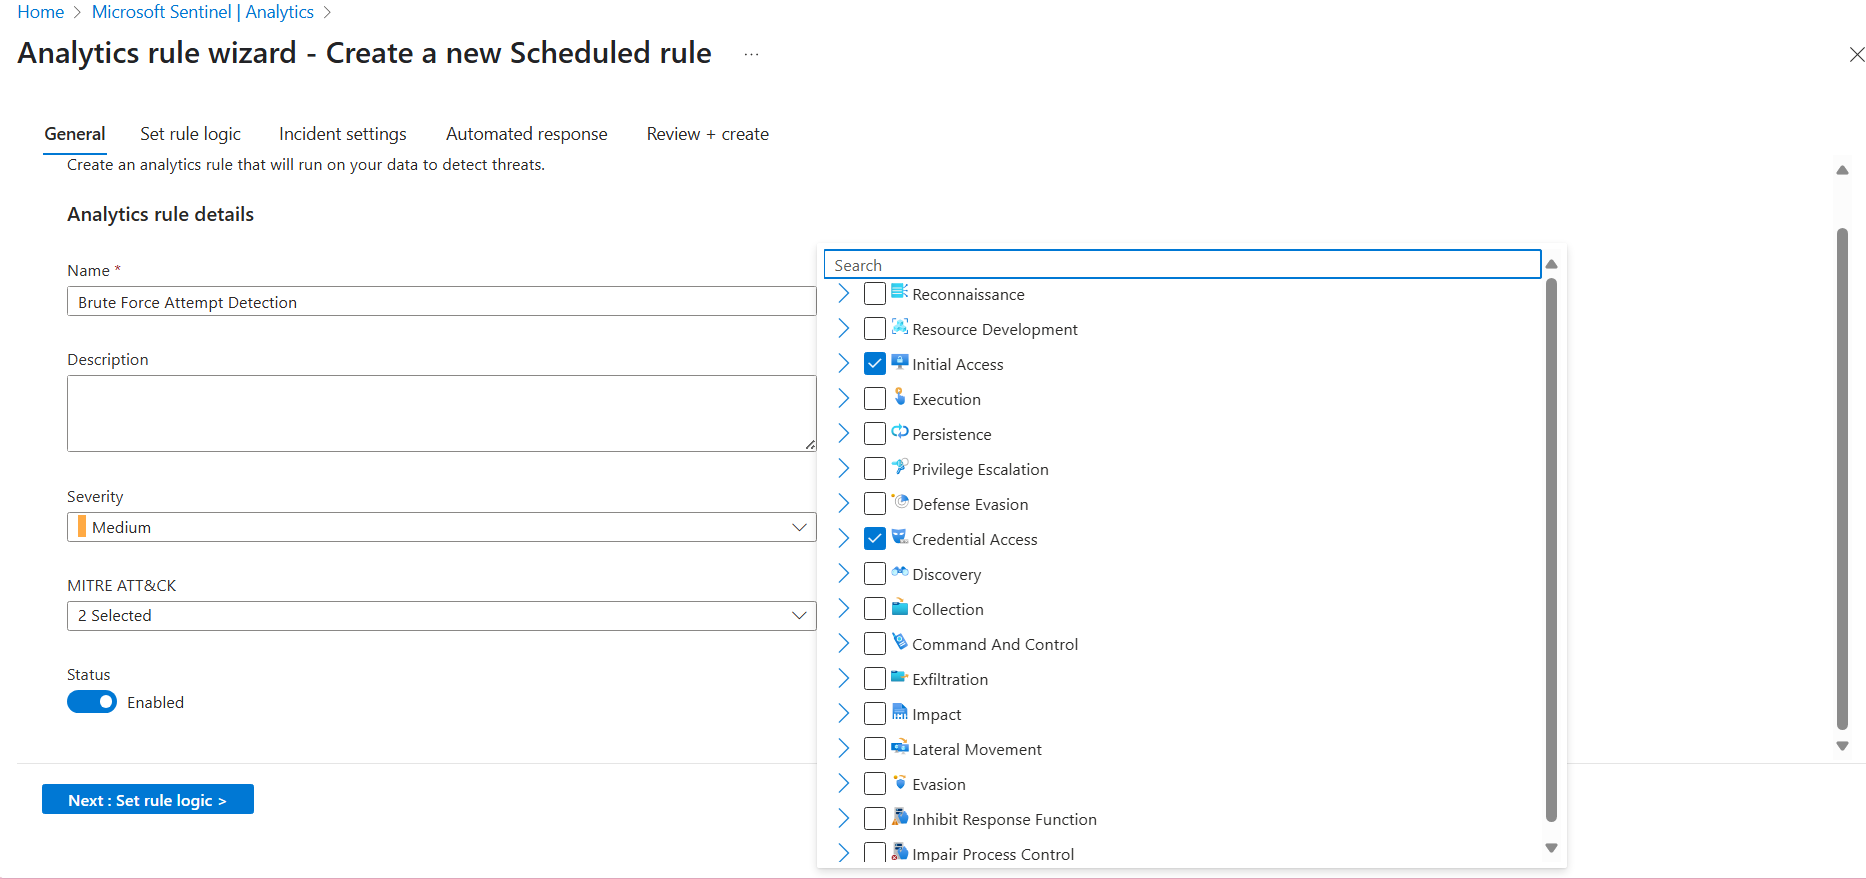 Home > Microsoft Sentinel | Analytics >
Analytics rule wizard - Create a new Scheduled rule ...
General Set rule logic Incident settings Automated response Review + create
Create an analytics rule that will run on your data to detect threats.
Analytics rule details
Name *
Brute Force Attempt Detection
Description
Severity
Medium
MITRE ATT&CK
2 Selected
Status
Enabled
Next : Set rule logic >
Search
Reconnaissance
Resource Development
Initial Access
Execution
Persistence
Privilege Escalation
Defense Evasion
Credential Access
Discovery
Collection
Command And Control
Exfiltration
Impact
Lateral Movement
Evasion
Inhibit Response Function
Impair Process Control